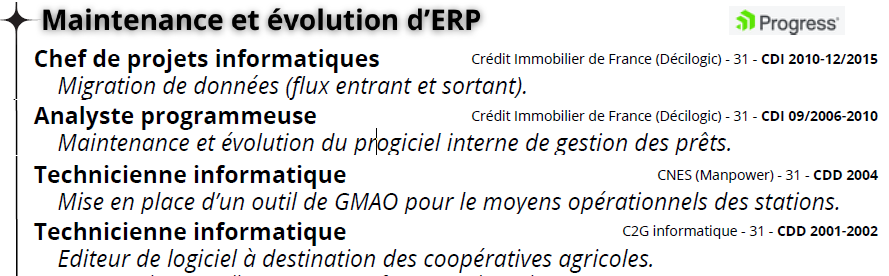 Maintenance et évolution d’ERP
Progress®
Chef de projets informatiques
Crédit Immobilier de France (Décilogic) - 31 - CDI 2010-12/2015
Migration de données (flux entrant et sortant).
Analyste programmeuse
Crédit Immobilier de France (Décilogic) - 31 - CDI 09/2006-2010
Maintenance et évolution du progiciel interne de gestion des prêts.
Technicienne informatique
CNES (Manpower) - 31 - CDD 2004
Mise en place d’un outil de GMAO pour le moyens opérationnels des stations.
Technicienne informatique
C2G informatique - 31 - CDD 2001-2002
Editeur de logiciel à destination des coopératives agricoles.